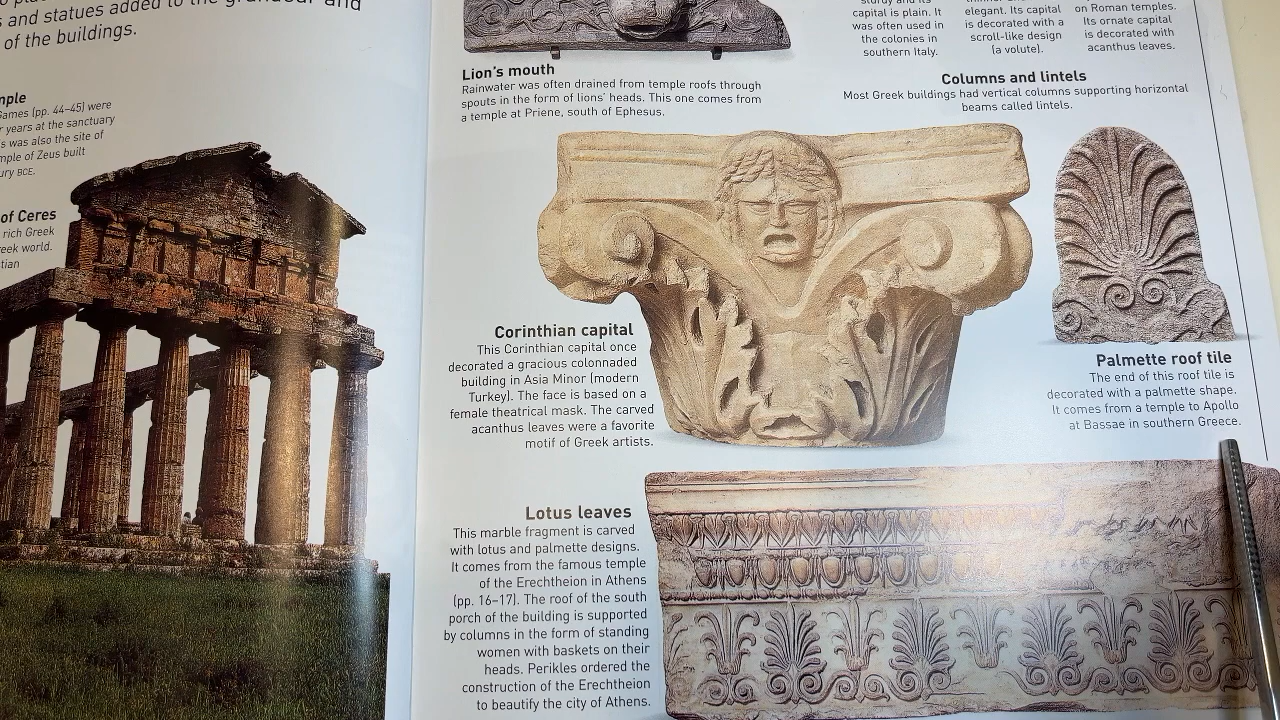 and statues added to the grandeur and
of the buildings.
mple
Games (pp. 44–45) were
years at the sanctuary
s was also the site of
mple of Zeus built
ury BCE.
of Ceres
rich Greek
reek world.
tian
sturdy and its
capital is plain. It
was often used in
the colonies in
southern Italy.
elegant. Its capital
is decorated with a
scroll-like design
(a volute).
on Roman temples.
Its ornate capital
is decorated with
acanthus leaves.
Lion's mouth
Rainwater was often drained from temple roofs through
spouts in the form of lions' heads. This one comes from
a temple at Priene, south of Ephesus.
Columns and lintels
Most Greek buildings had vertical columns supporting horizontal
beams called lintels.
Corinthian capital
This Corinthian capital once
decorated a gracious colonnaded
building in Asia Minor (modern
Turkey). The face is based on a
female theatrical mask. The carved
acanthus leaves were a favorite
motif of Greek artists.
Palmette roof tile
The end of this roof tile is
decorated with a palmette shape.
It comes from a temple to Apollo
at Bassae in southern Greece.
Lotus leaves
This marble fragment is carved
with lotus and palmette designs.
It comes from the famous temple
of the Erechtheion in Athens
(pp. 16–17). The roof of the south
porch of the building is supported
by columns in the form of standing
women with baskets on their
heads. Perikles ordered the
construction of the Erechtheion
to beautify the city of Athens.